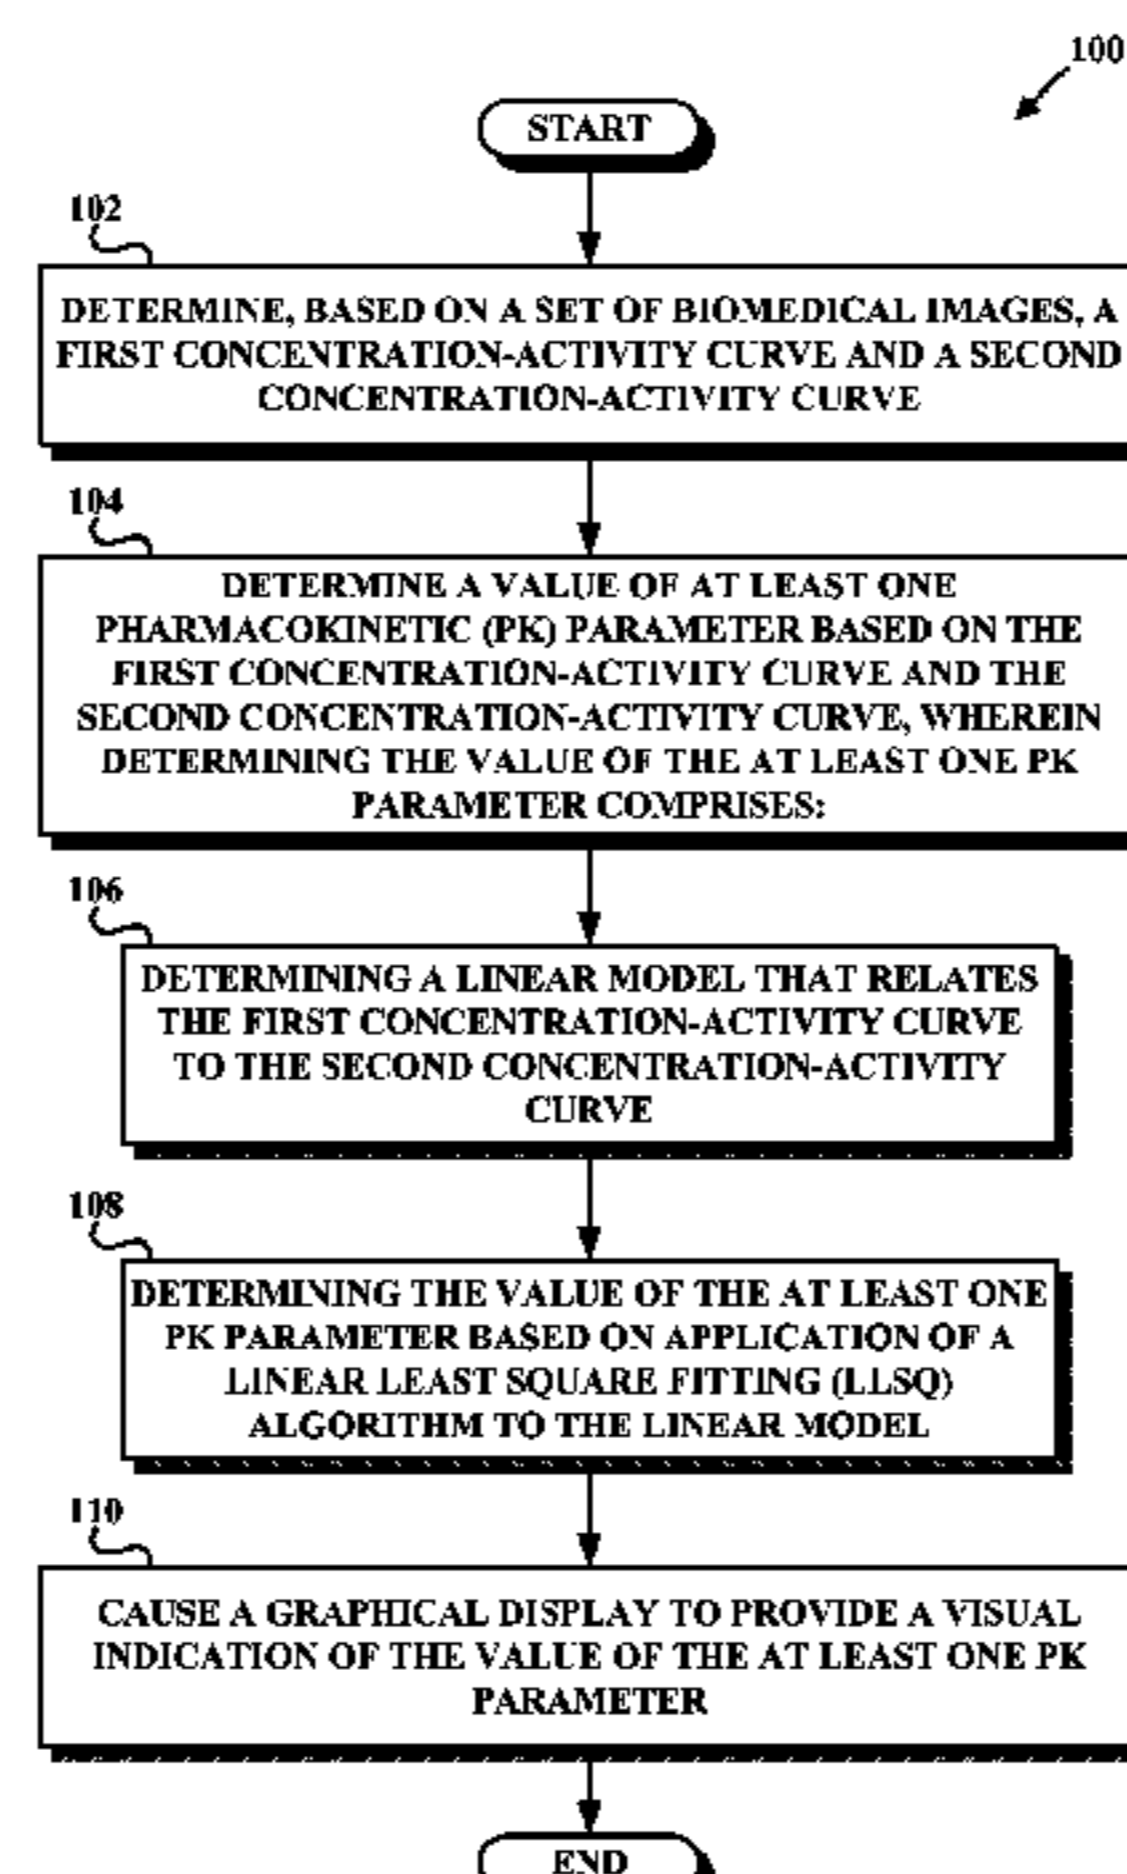 100
START
102
DETERMINE, BASED ON A SET OF BIOMEDICAL IMAGES, A
FIRST CONCENTRATION-ACTIVITY CURVE AND A SECOND
CONCENTRATION-ACTIVITY CURVE
104
DETERMINE A VALUE OF AT LEAST ONE
PHARMACOKINETIC (PK) PARAMETER BASED ON THE
FIRST CONCENTRATION-ACTIVITY CURVE AND THE
SECOND CONCENTRATION-ACTIVITY CURVE, WHEREIN
DETERMINING THE VALUE OF THE AT LEAST ONE PK
PARAMETER COMPRISES:
106
DETERMINING A LINEAR MODEL THAT RELATES
THE FIRST CONCENTRATION-ACTIVITY CURVE
TO THE SECOND CONCENTRATION-ACTIVITY
CURVE
108
DETERMINING THE VALUE OF THE AT LEAST ONE
PK PARAMETER BASED ON APPLICATION OF A
LINEAR LEAST SQUARE FITTING (LLSQ)
ALGORITHM TO THE LINEAR MODEL
110
CAUSE A GRAPHICAL DISPLAY TO PROVIDE A VISUAL
INDICATION OF THE VALUE OF THE AT LEAST ONE PK
PARAMETER
END